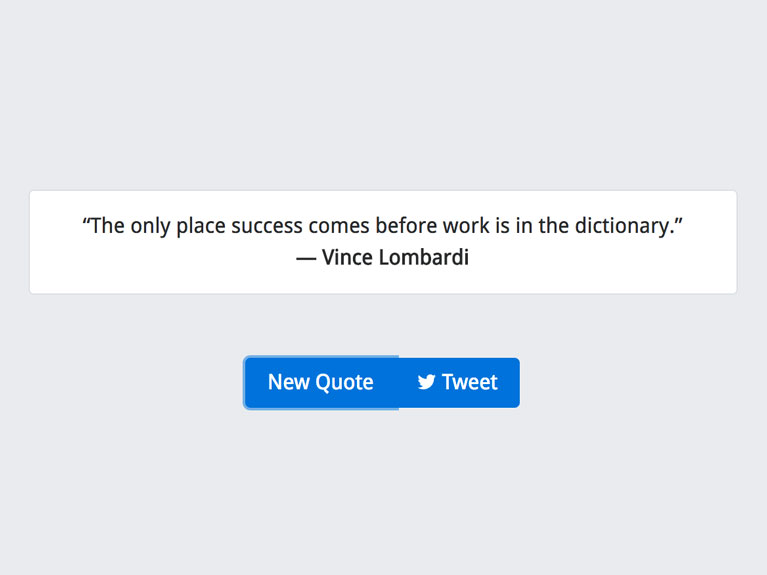 “The only place success comes before work is in the dictionary.”
— Vince Lombardi
New Quote
Tweet